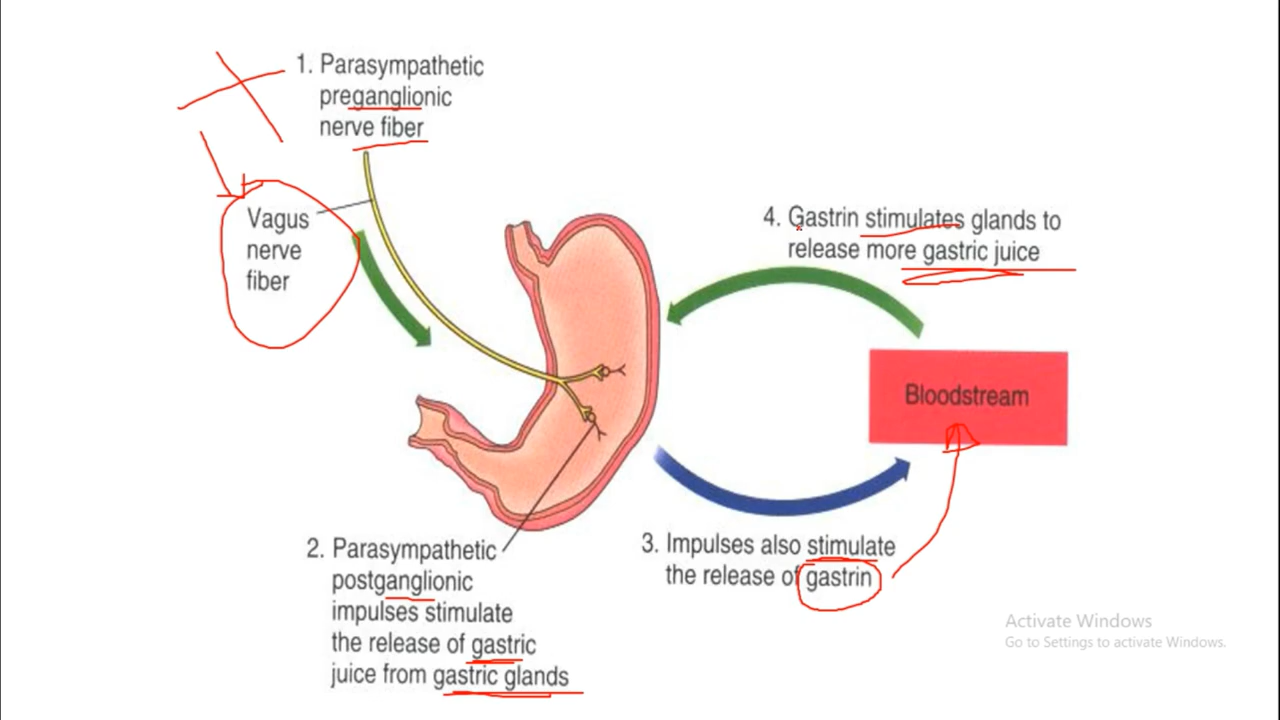 1. Parasympathetic
preganglionic
nerve fiber
Vagus
nerve
fiber
4. Gastrin stimulates glands to
release more gastric juice
Bloodstream
2. Parasympathetic
postganglionic
impulses stimulate
the release of gastric
juice from gastric glands
3. Impulses also stimulate
the release of gastrin
Activate Windows
Go to Settings to activate Windows.